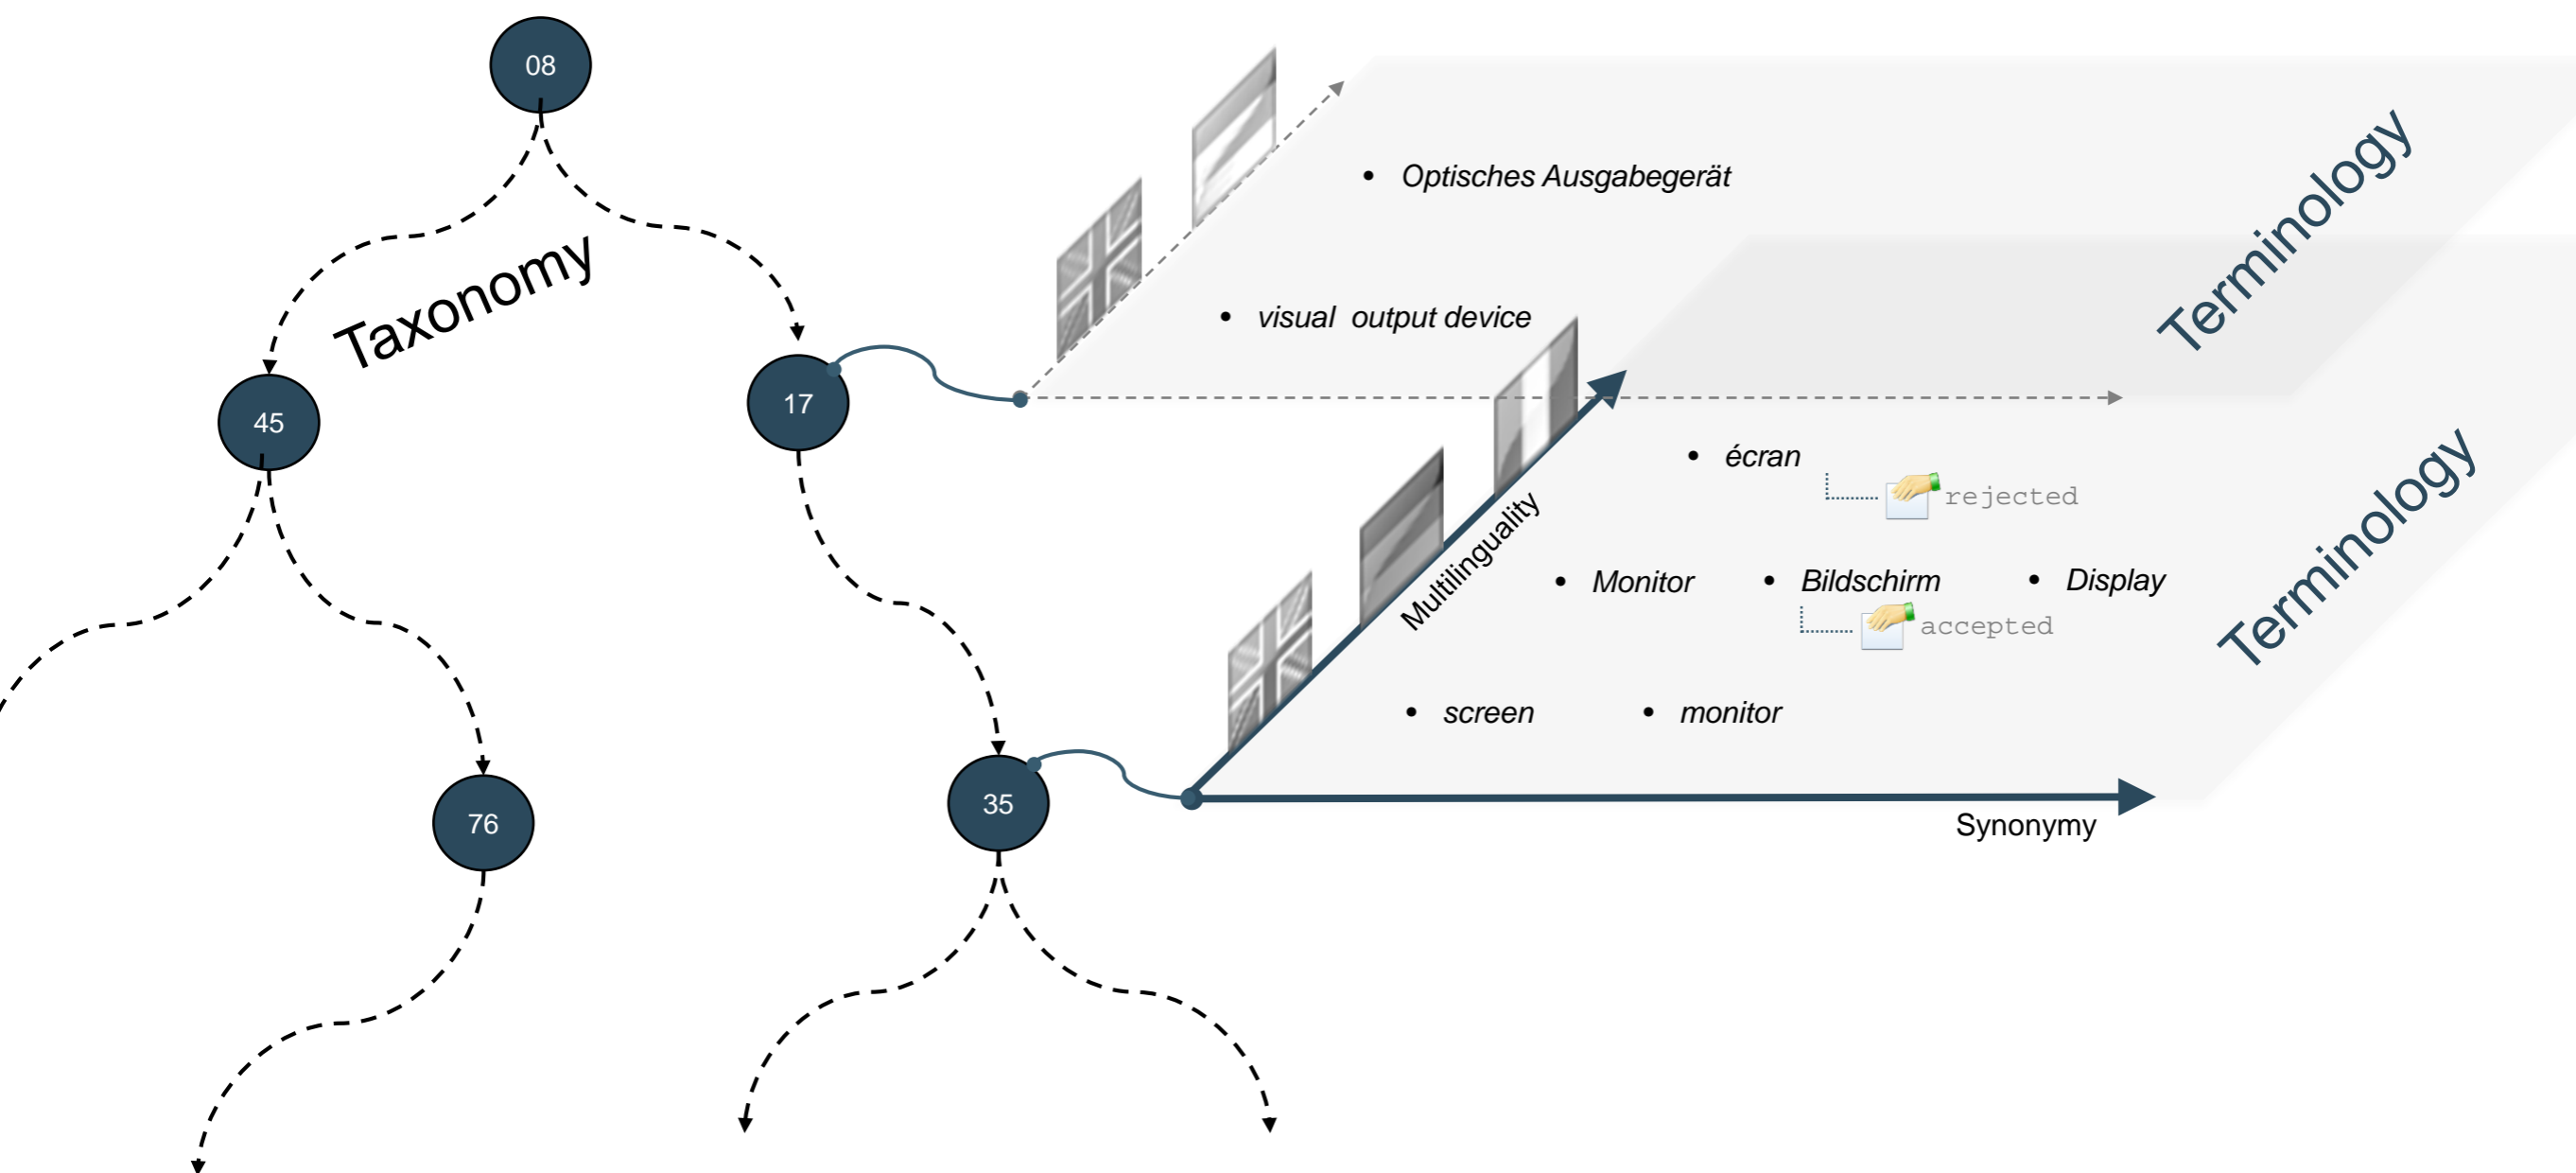 08
Taxonomy
45
17
76
35
Optisches Ausgabegerät
visual output device
Terminology
Multilinguality
écran
rejected
Monitor
Bildschirm
Display
accepted
screen
monitor
Terminology
Synonymy